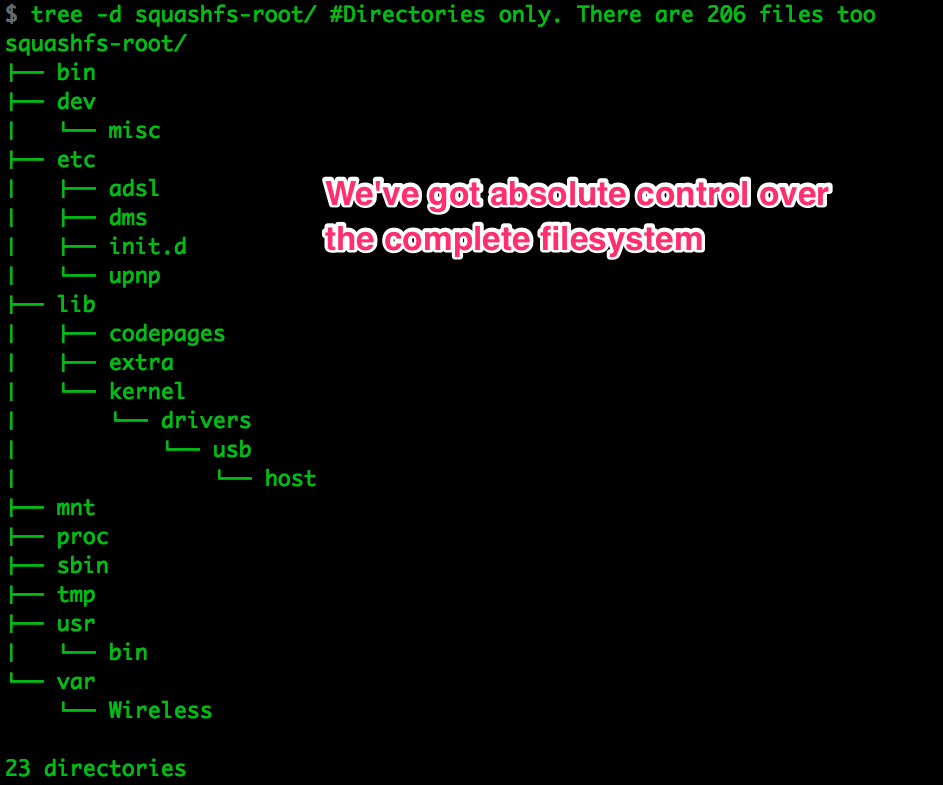 $ tree -d squashfs-root/ #Directories only. There are 206 files too
squashfs-root/
├── bin
├── dev
│   └── misc
├── etc
│   ├── adsl
│   ├── dms
│   ├── init.d
│   └── upnp
├── lib
│   ├── codepages
│   ├── extra
│   └── kernel
│       └── drivers
│           └── usb
│               └── host
├── mnt
├── proc
├── sbin
├── tmp
├── usr
│   └── bin
└── var
    └── Wireless
23 directories
We've got absolute control over
the complete filesystem